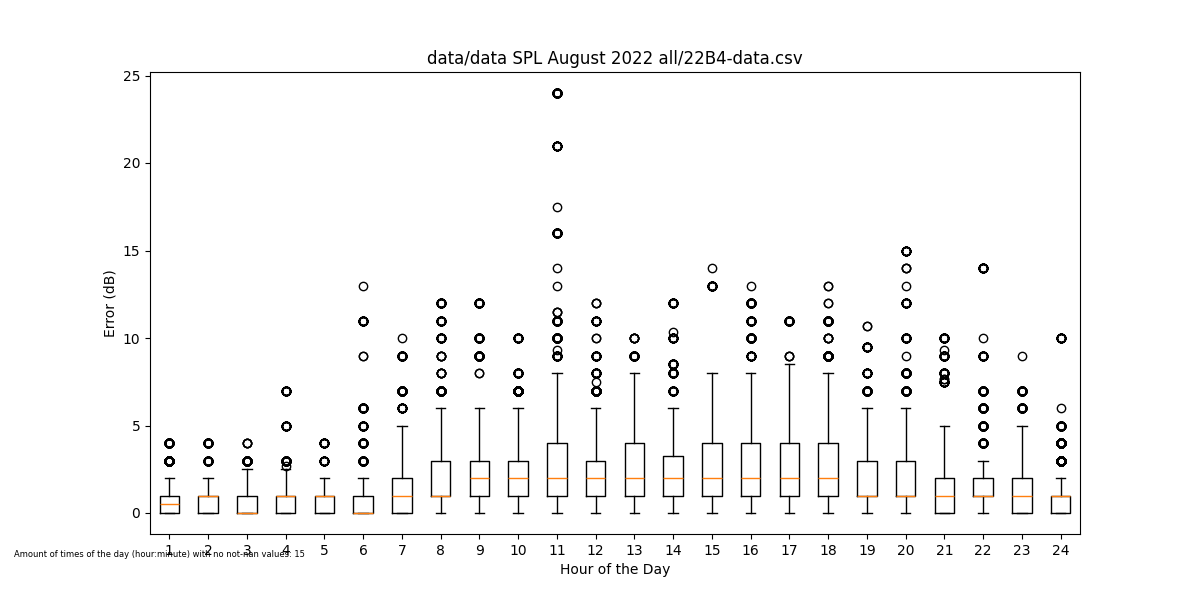 data/data SPL August 2022 all/22B4-data.csv
25
20
15
10
5
0
Error (dB)
1 2 3 4 5 6 7 8 9 10 11 12 13 14 15 16 17 18 19 20 21 22 23 24
Amount of times of the day (hour:minute) with no not-nan values: 15
Hour of the Day